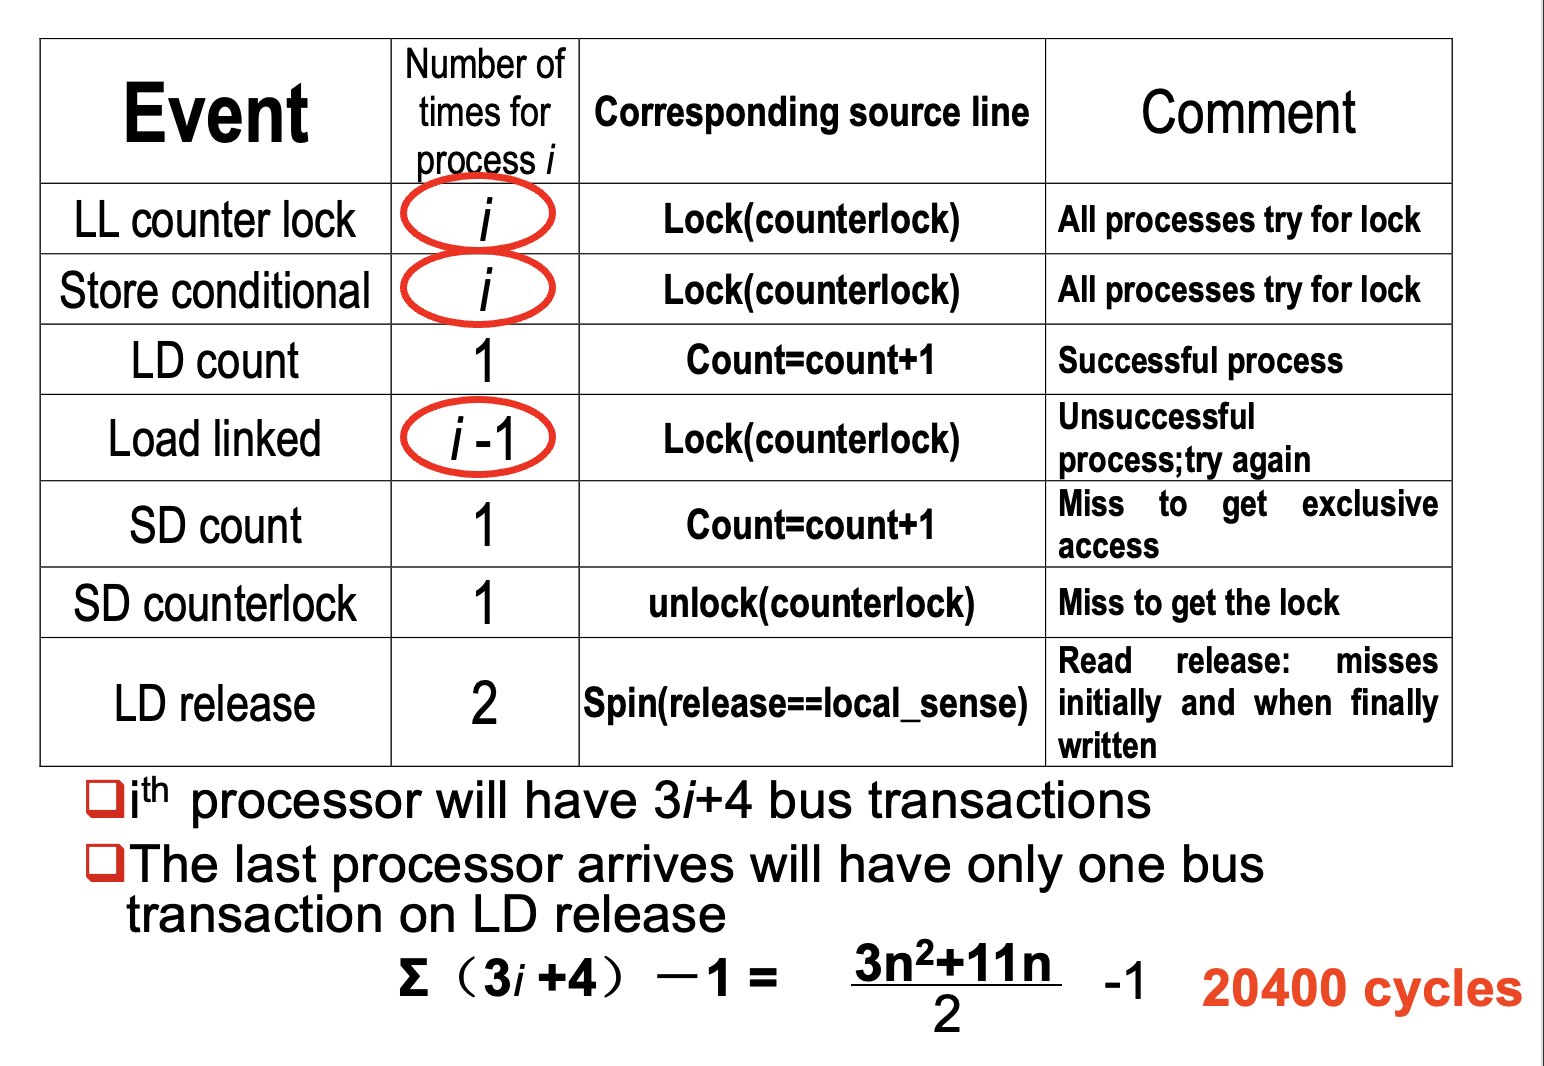 Event
Number of
times for
process i
Corresponding source line
Comment
LL counter lock
i
Lock(counterlock)
All processes try for lock
Store conditional
i
Lock(counterlock)
All processes try for lock
LD count
1
Count=count+1
Successful process
Load linked
i -1
Lock(counterlock)
Unsuccessful
process;try again
SD count
1
Count=count+1
Miss to get exclusive
access
SD counterlock
1
unlock(counterlock)
Miss to get the lock
LD release
2
Spin(release==local_sense)
Read release: misses
initially and when finally
written
iᵗʰ processor will have 3i+4 bus transactions
The last processor arrives will have only one bus
transaction on LD release
Σ（3i +4）－1 = 3n²+11n
2
-1
20400 cycles